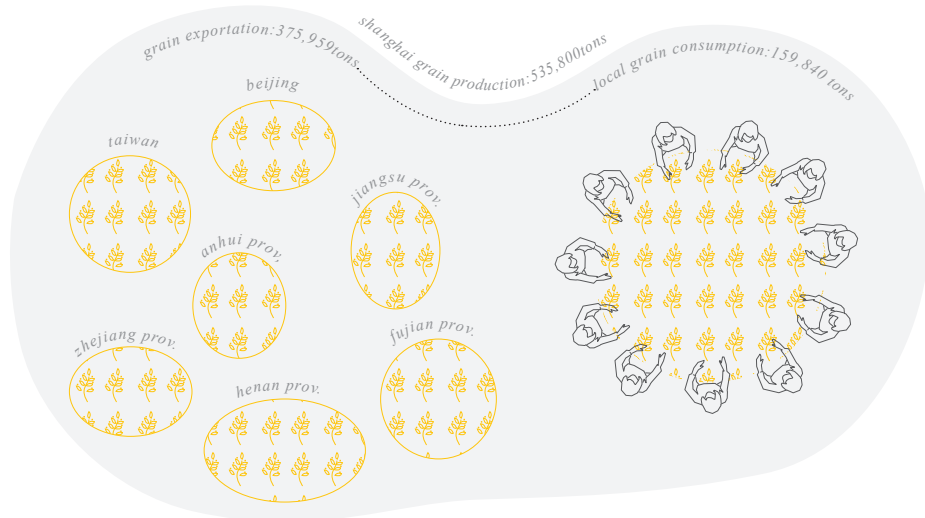 grain exportation:375,959tons
shanghai grain production:535,800tons
local grain consumption:159,840 tons
beijing
taiwan
jiangsu prov.
anhui prov,
zhejiang prov.
fujian prov.
henan prov.